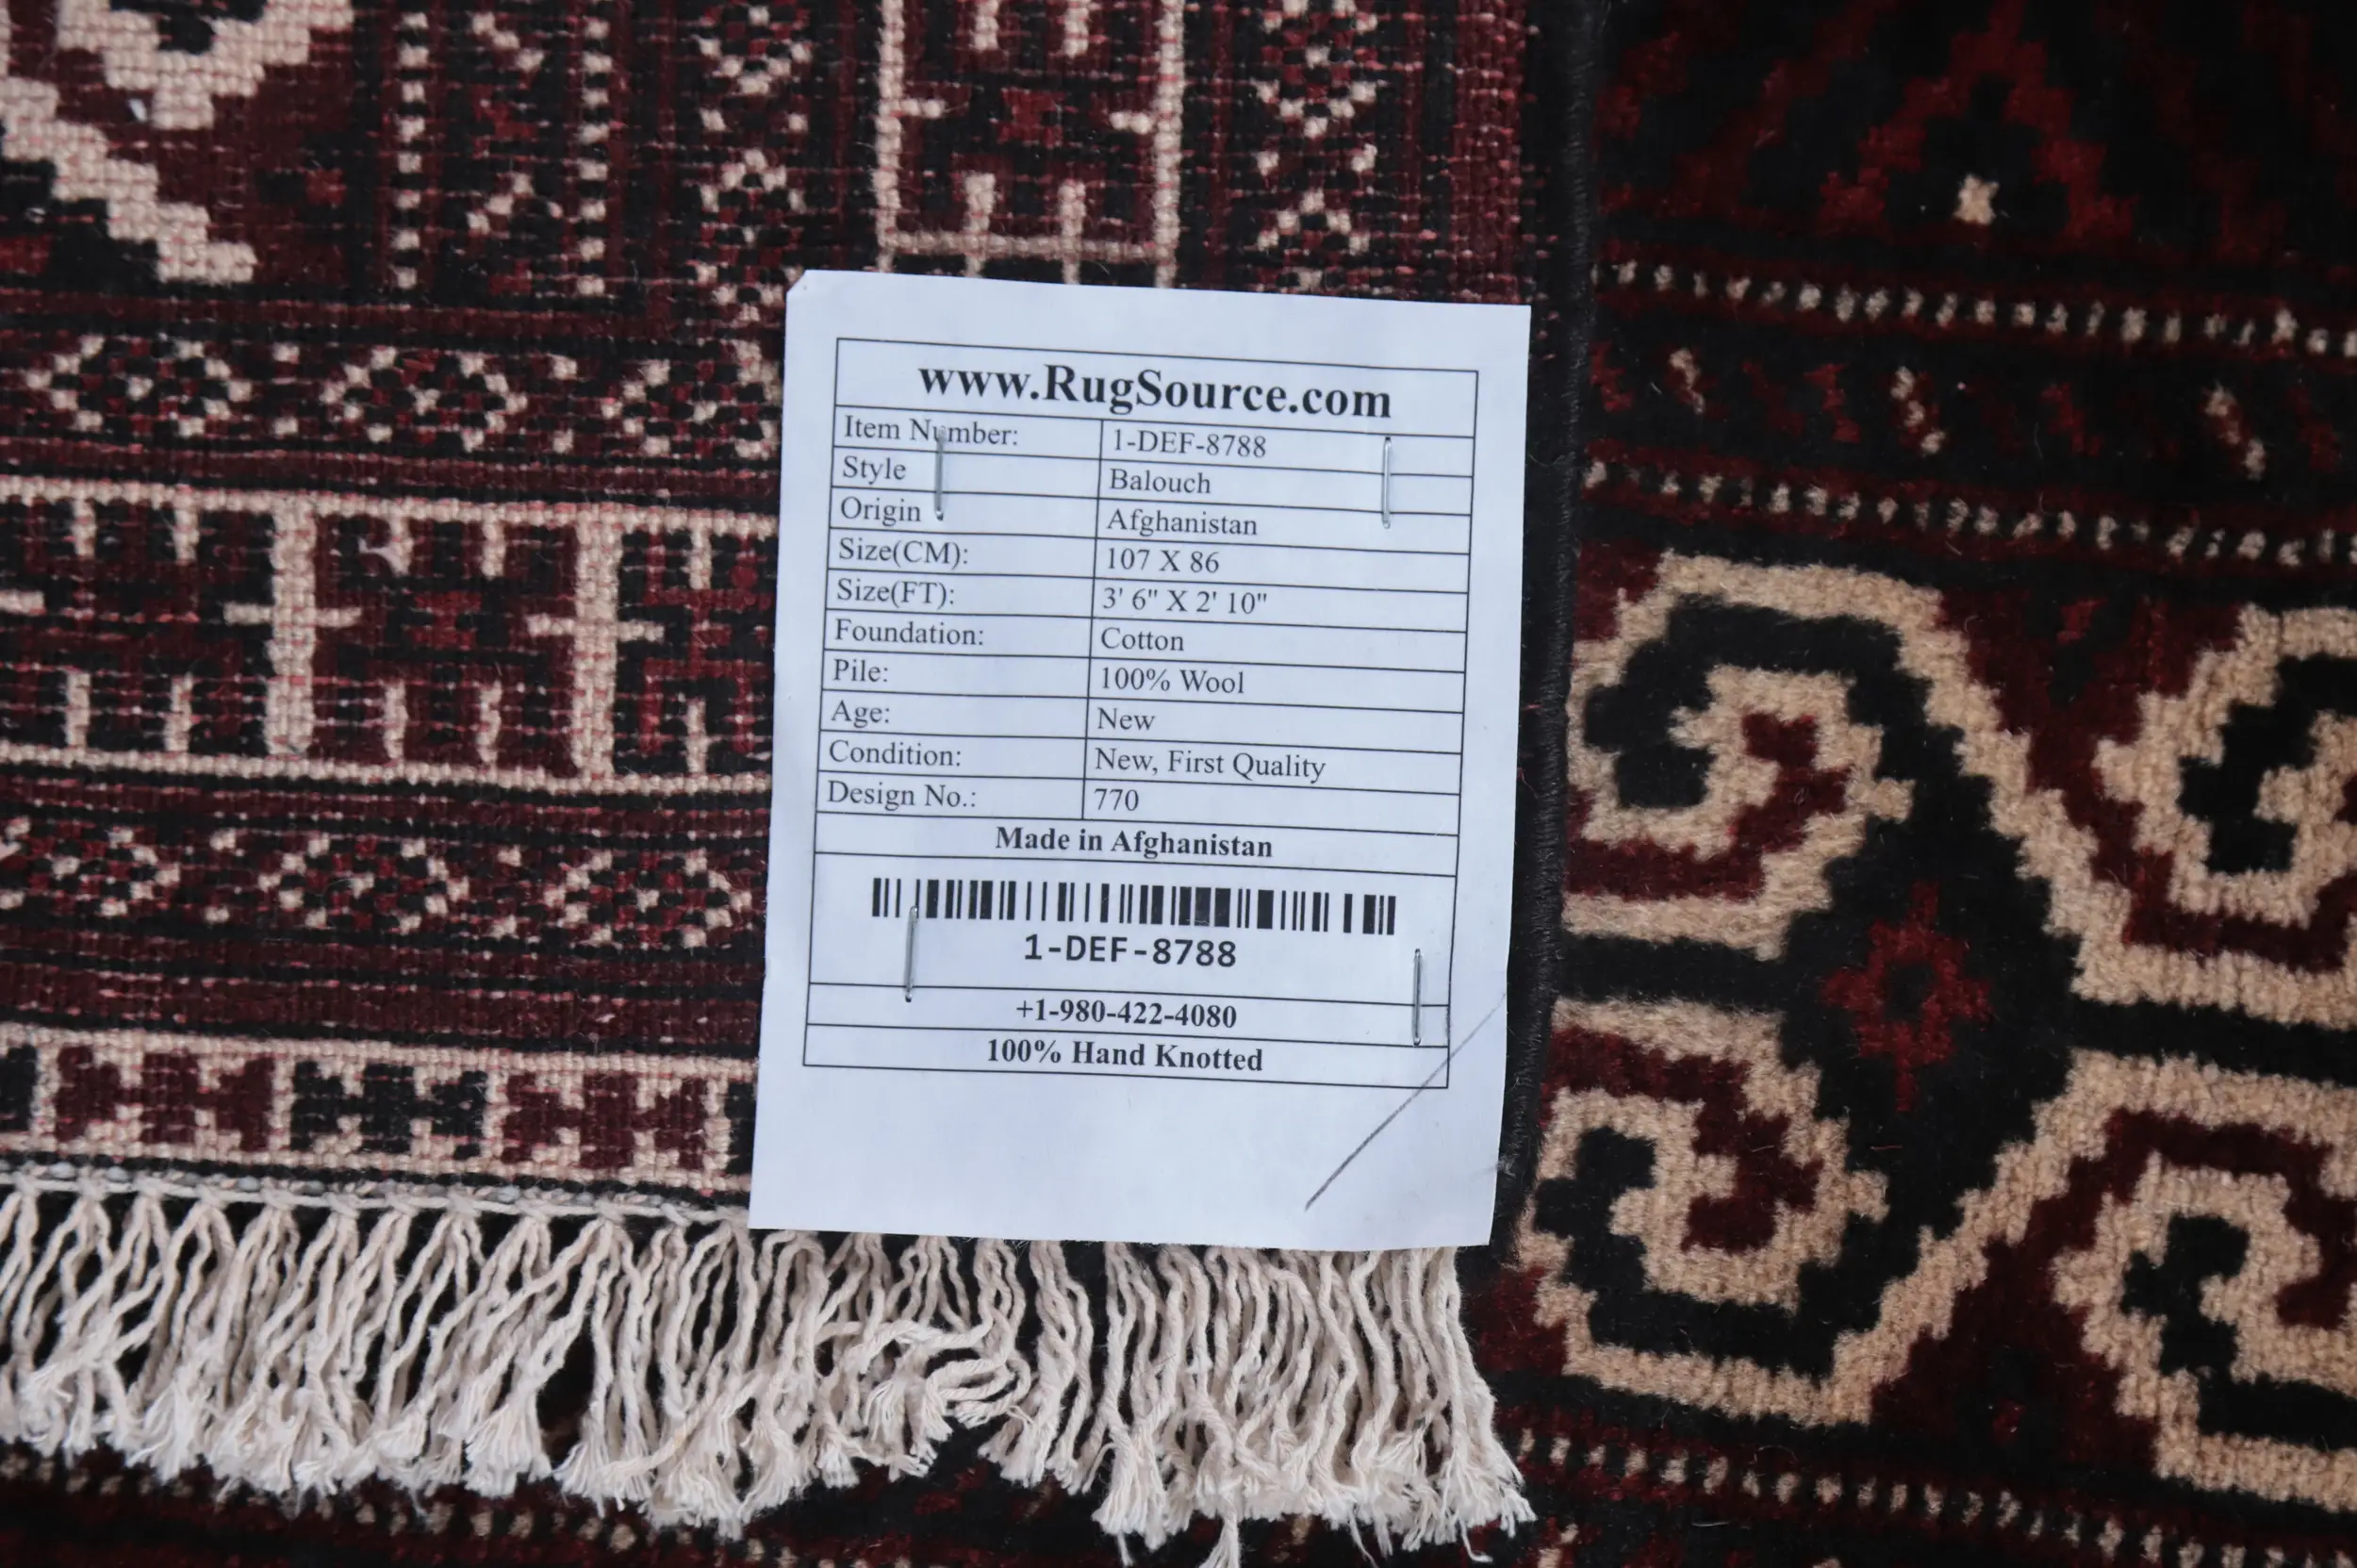 www.RugSource.com
Item Number: 1-DEF-8788
Style Balouch
Origin Afghanistan
Size(CM): 107 X 86
Size(FT): 3' 6" X 2' 10"
Foundation: Cotton
Pile: 100% Wool
Age: New
Condition: New, First Quality
Design No.: 770
Made in Afghanistan
1-DEF-8788
+1-980-422-4080
100% Hand Knotted